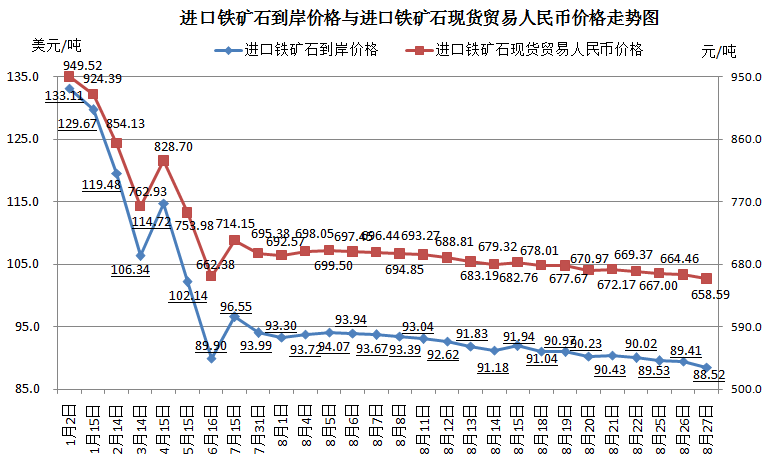 进口铁矿石到岸价格与进口铁矿石现货贸易人民币价格走势图
美元/吨
进口铁矿石到岸价格
进口铁矿石现货贸易人民币价格
元/吨
135.0
125.0
115.0
105.0
95.0
85.0
950.0
860.0
770.0
680.0
590.0
500.0
949.52
924.39
854.13
762.93
828.70
753.98
662.38
714.15
695.38
692.57
698.05
699.50
697.45
696.44
694.85
693.27
688.81
683.19
679.32
682.76
678.01
677.67
670.97
672.17
669.37
667.00
664.46
658.59
133.11
129.67
119.48
106.34
114.72
102.14
89.90
96.55
93.99
93.30
93.72
94.07
93.94
93.67
93.39
93.04
92.62
91.83
91.18
91.94
91.04
90.97
90.23
90.43
90.02
89.53
89.41
88.52
1月2日
1月15日
2月14日
3月14日
4月15日
5月15日
6月16日
7月15日
7月31日
8月1日
8月4日
8月5日
8月6日
8月7日
8月8日
8月11日
8月12日
8月13日
8月14日
8月15日
8月18日
8月19日
8月20日
8月21日
8月22日
8月25日
8月26日
8月27日